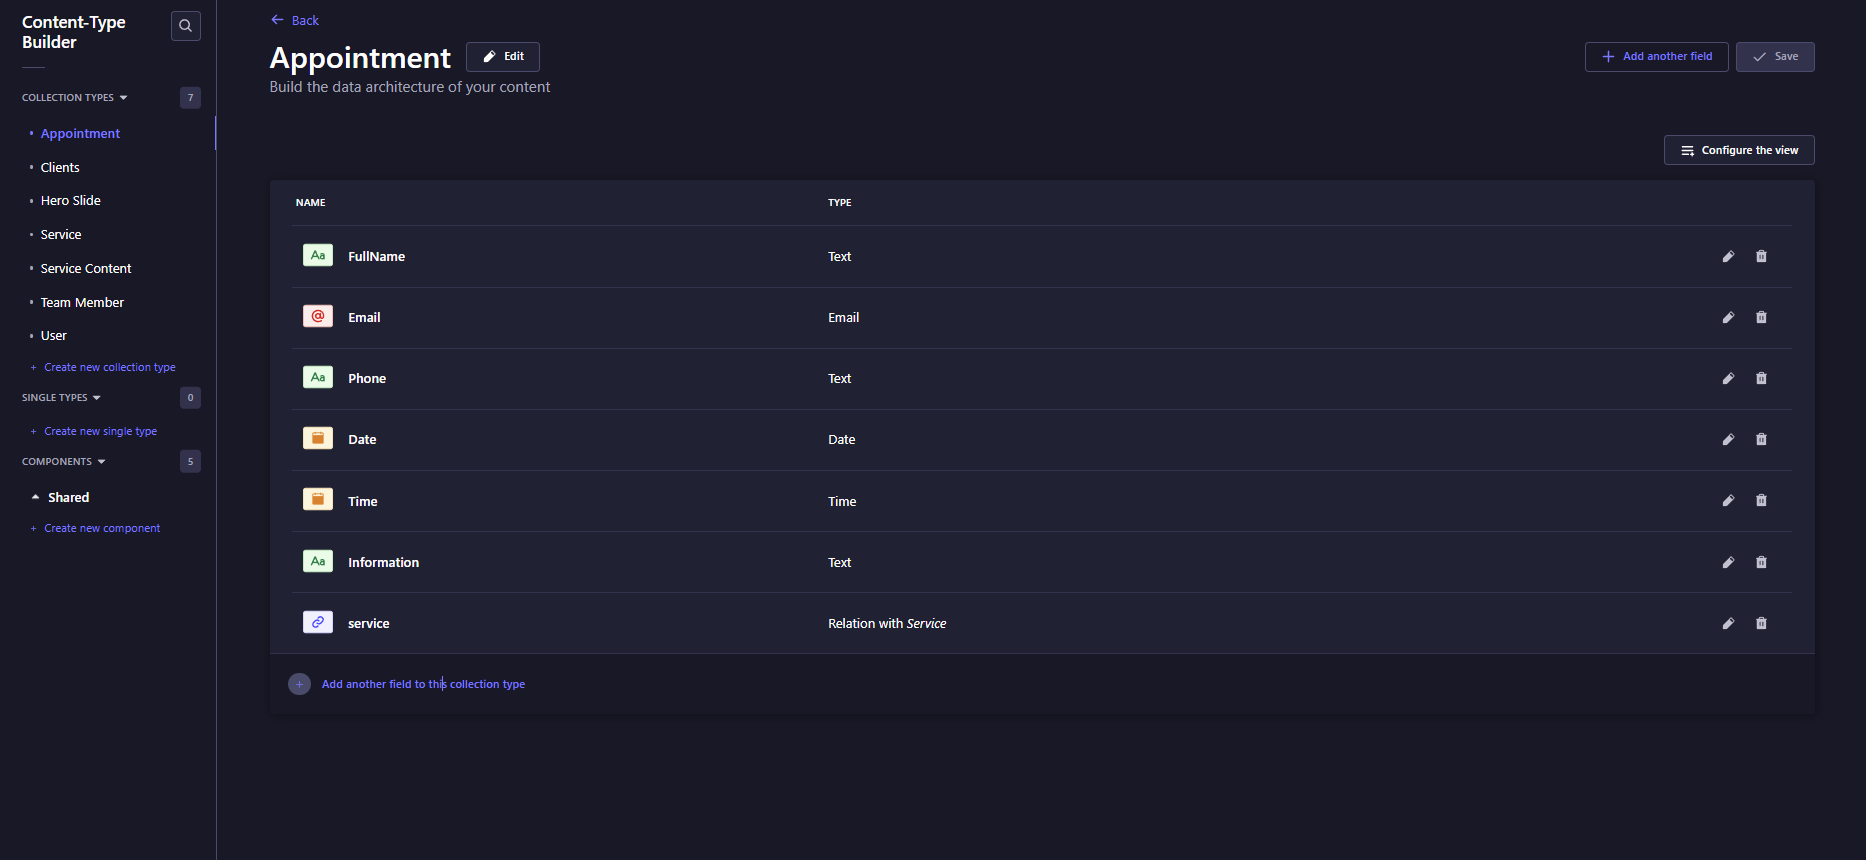 Content-Type
Builder
COLLECTION TYPES
7
Appointment
Clients
Hero Slide
Service
Service Content
Team Member
User
+ Create new collection type
SINGLE TYPES
0
+ Create new single type
COMPONENTS
5
Shared
+ Create new component
← Back
Appointment
Edit
+ Add another field
Save
Build the data architecture of your content
Configure the view
NAME TYPE
Aa FullName Text
@ Email Email
Aa Phone Text
Date Date
Time Time
Aa Information Text
service Relation with Service
+ Add another field to this collection type